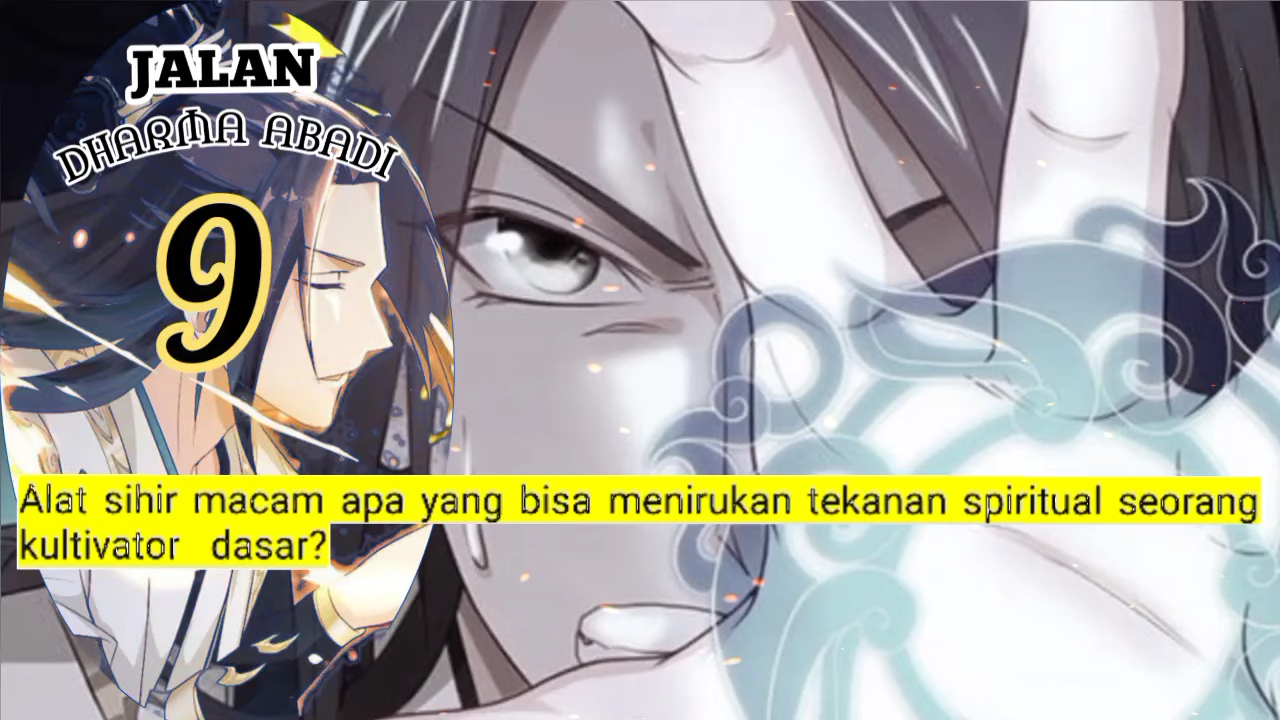 JALAN
DHARMA ABADI
9
Alat sihir macam apa yang bisa menirukan tekanan spiritual seorang
kultivator dasar?